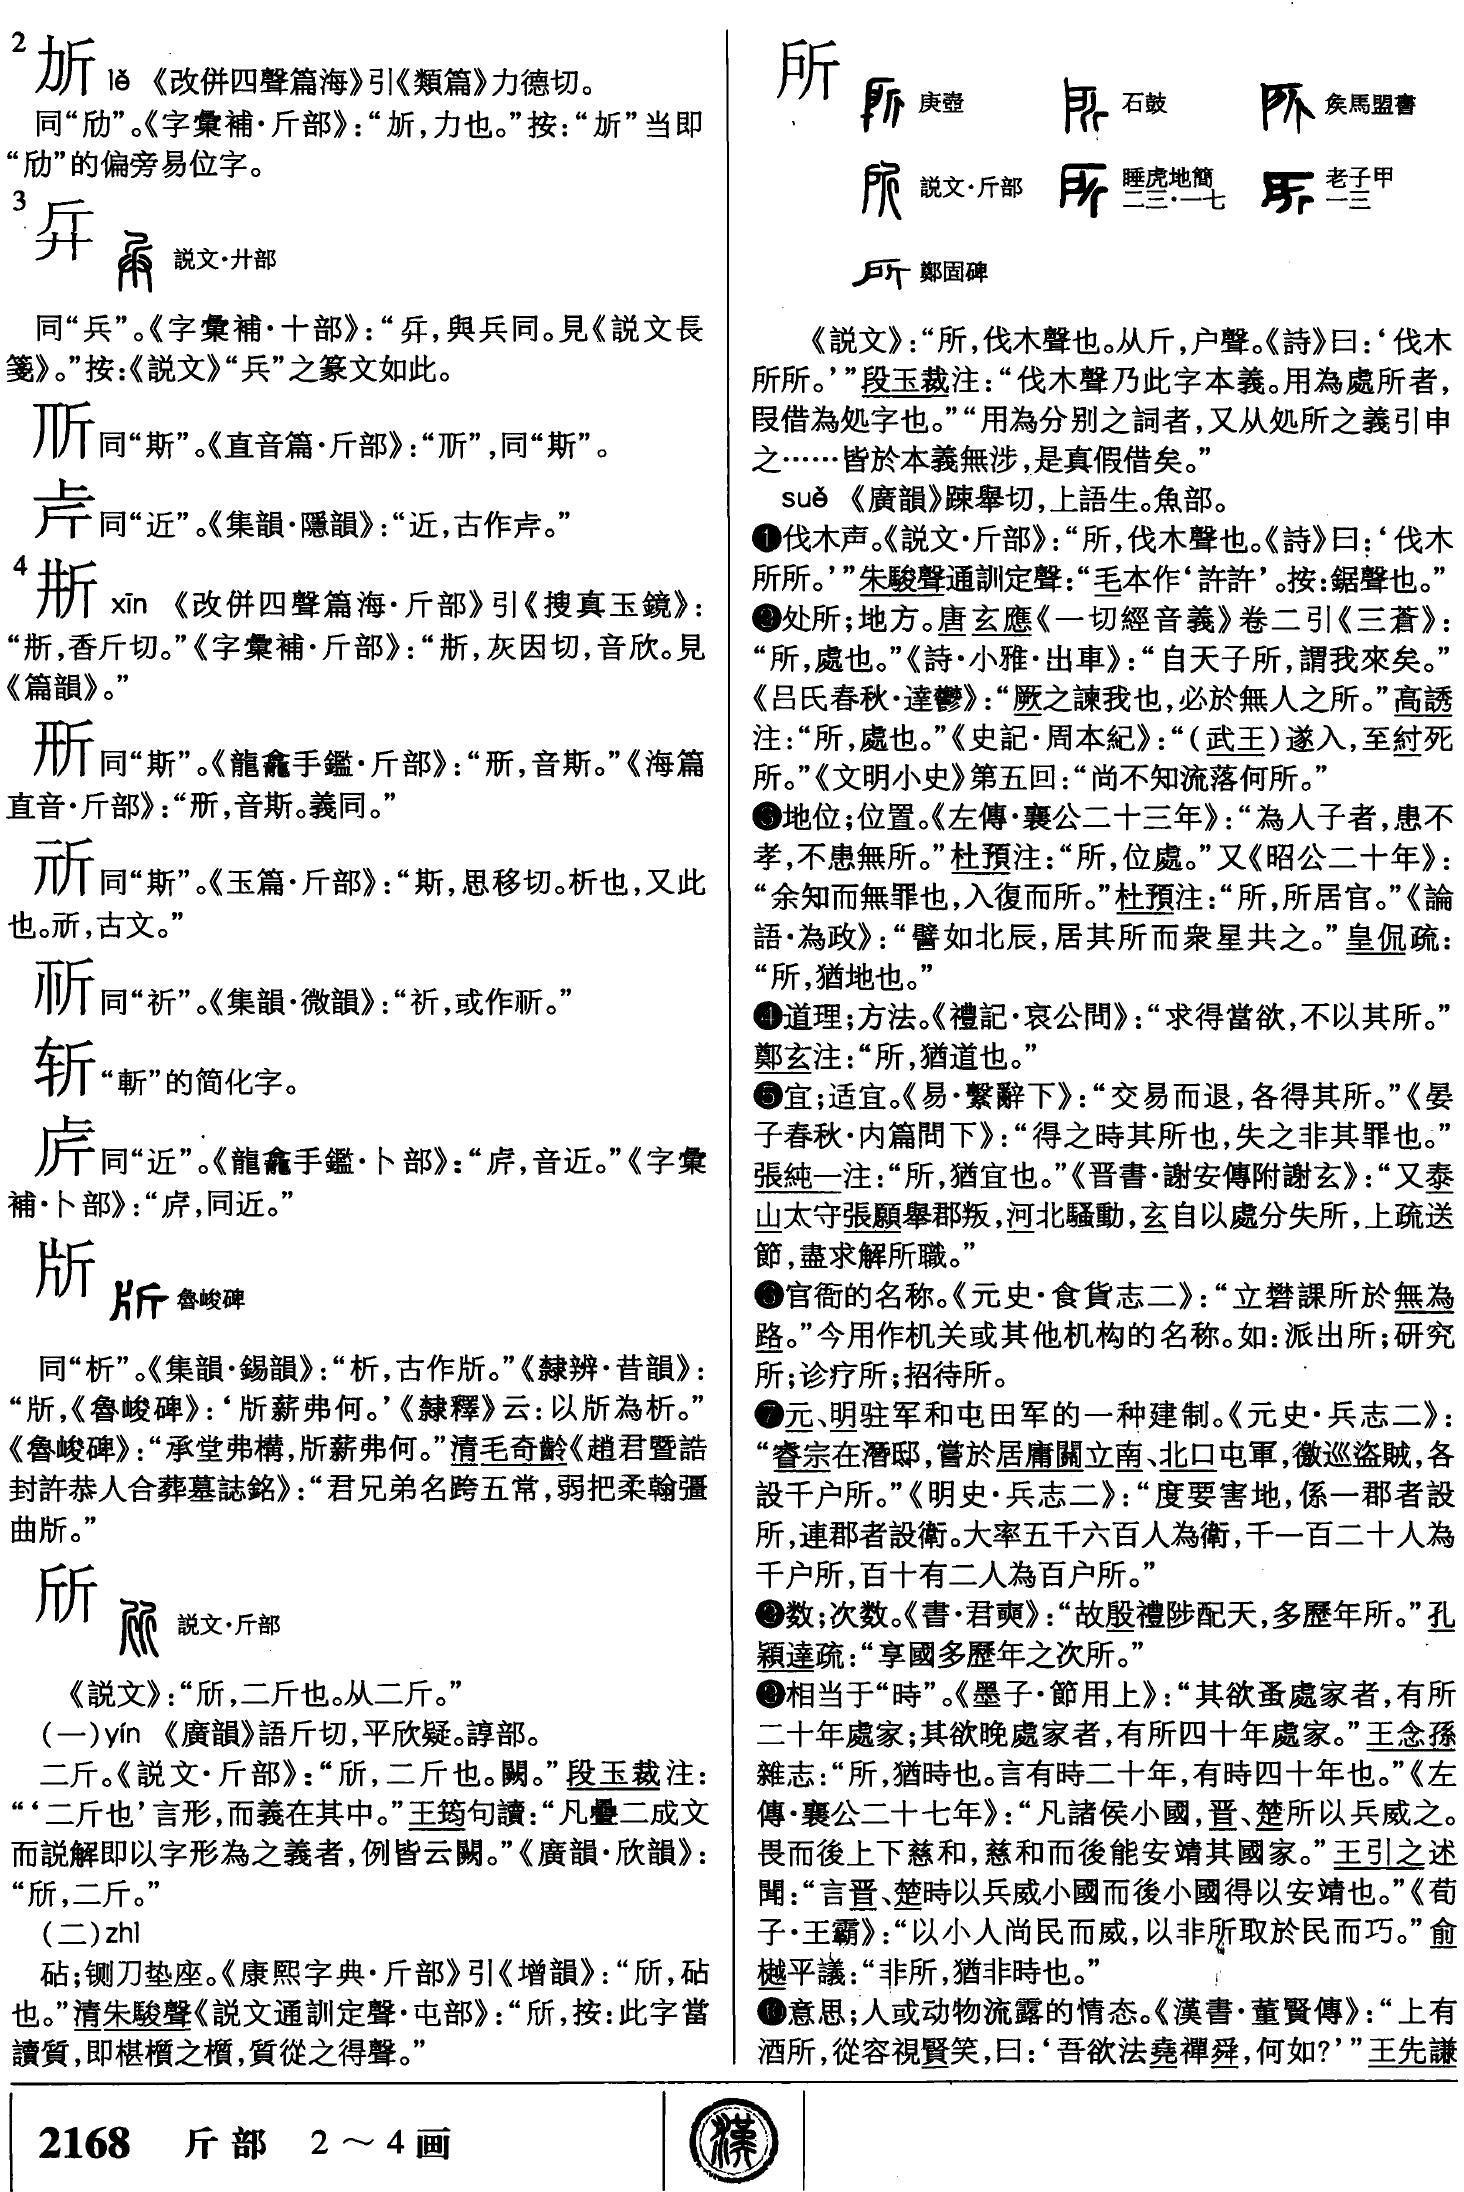 2
lè 《改併四聲篇海》引《類篇》力德切。
同“劤”。《字彙補·斤部》:“㔹,力也。”按:“㔹”当即
“劤”的偏旁易位字。
3
説文·廾部
同“兵”。《字彙補·十部》:“𢌬,與兵同。見《説文長
箋》。”按:《説文》“兵”之篆文如此。
同“斯”。《直音篇·斤部》:“𣂔”,同“斯”。
同“近”。《集韻·隱韻》:“近,古作岸。”
4
xīn 《改併四聲篇海·斤部》引《搜真玉鏡》:
香斤切。”《字彙補·斤部》: 灰因切,音欣。見
《篇韻》。”
同“斯”。《龍龕手鑑·斤部》: 音斯。”《海篇
直音·斤部》: 音斯。義同。”
同“斯”。《玉篇·斤部》:“斯,思移切。析也,又此
也。 古文。”
同“祈”。《集韻·微韻》:“祈,或作 。”
斩 “斬”的简化字。
同“近”。《龍龕手鑑·卜部》: 音近。”《字彙
補·卜部》: 同近。”
斨 魯峻碑
同“析”。《集韻·錫韻》:“析,古作㸞。”《隸辨·昔韻》:
“㸞,《魯峻碑》:‘㸞薪弗何。’《隸釋》云:以㸞為析。”
《魯峻碑》:“承堂弗構,㸞薪弗何。”清毛奇齡《趙君暨誥
封許恭人合葬墓誌銘》:“君兄弟名跨五常,弱把柔翰彊
曲㸞。”
斦 説文·斤部
《説文》:“斦,二斤也。从二斤。”
(一)yín 《廣韻》語斤切,平欣疑。諄部。
二斤。《説文·斤部》:“斦,二斤也。闕。”段玉裁注:
“‘二斤也’言形,而義在其中。”王筠句讀:“凡疊二成文
而説解即以字形為之義者,例皆云闕。”《廣韻·欣韻》:
“斦,二斤。”
(二)zhì
砧;铡刀垫座。《康熙字典·斤部》引《增韻》:“斦,砧
也。”清朱駿聲《説文通訓定聲·屯部》:“斦,按:此字當
讀質,即椹櫍之櫍,質從之得聲。”
所 庚壺 石鼓 矦馬盟書
説文·斤部 睡虎地簡二三·一七 老子甲一三
鄭固碑
《説文》:“所,伐木聲也。从斤,户聲。《詩》曰:‘伐木
所所。’”段玉裁注:“伐木聲乃此字本義。用為處所者,
叚借為処字也。”“用為分别之詞者,又从処所之義引申
之……皆於本義無涉,是真假借矣。”
suǒ 《廣韻》踈舉切,上語生。魚部。
❶伐木声。《説文·斤部》:“所,伐木聲也。《詩》曰:‘伐木
所所。’”朱駿聲通訓定聲:“毛本作‘許許’。按:鋸聲也。”
❷处所;地方。唐玄應《一切經音義》卷二引《三蒼》:
“所,處也。”《詩·小雅·出車》:“自天子所,謂我來矣。”
《吕氏春秋·達鬱》:“厥之諫我也,必於無人之所。”高誘
注:“所,處也。”《史記·周本紀》:“(武王)遂入,至紂死
所。”《文明小史》第五回:“尚不知流落何所。”
❸地位;位置。《左傳·襄公二十三年》:“為人子者,患不
孝,不患無所。”杜預注:“所,位處。”又《昭公二十年》:
“余知而無罪也,入復而所。”杜預注:“所,所居官。”《論
語·為政》:“譬如北辰,居其所而衆星共之。”皇侃疏:
“所,猶地也。”
❹道理;方法。《禮記·哀公問》:“求得當欲,不以其所。”
鄭玄注:“所,猶道也。”
❺宜;适宜。《易·繫辭下》:“交易而退,各得其所。”《晏
子春秋·内篇問下》:“得之時其所也,失之非其罪也。”
張純一注:“所,猶宜也。”《晋書·謝安傳附謝玄》:“又泰
山太守張願舉郡叛,河北騷動,玄自以處分失所,上疏送
節,盡求解所職。”
❻官衙的名称。《元史·食貨志二》:“立礬課所於無為
路。”今用作机关或其他机构的名称。如:派出所;研究
所;诊疗所;招待所。
❼元、明驻军和屯田军的一种建制。《元史·兵志二》:
“睿宗在潛邸,嘗於居庸關立南、北口屯軍,徼巡盜賊,各
設千户所。”《明史·兵志二》:“度要害地,係一郡者設
所,連郡者設衛。大率五千六百人為衛,千一百二十人為
千户所,百十有二人為百户所。”
❽数;次数。《書·君奭》:“故殷禮陟配天,多歷年所。”孔
穎達疏:“享國多歷年之次所。”
❾相当于“時”。《墨子·節用上》:“其欲蚤處家者,有所
二十年處家;其欲晚處家者,有所四十年處家。”王念孫
雜志:“所,猶時也。言有時二十年,有時四十年也。”《左
傳·襄公二十七年》:“凡諸侯小國,晋、楚所以兵威之。
畏而後上下慈和,慈和而後能安靖其國家。”王引之述
聞:“言晋、楚時以兵威小國而後小國得以安靖也。”《荀
子·王霸》:“以小人尚民而威,以非所取於民而巧。”俞
樾平議:“非所,猶非時也。”
❿意思;人或动物流露的情态。《漢書·董賢傳》:“上有
酒所,從容視賢笑,曰:‘吾欲法堯禪舜,何如?’”王先謙
2168 斤部 2～4画
漢